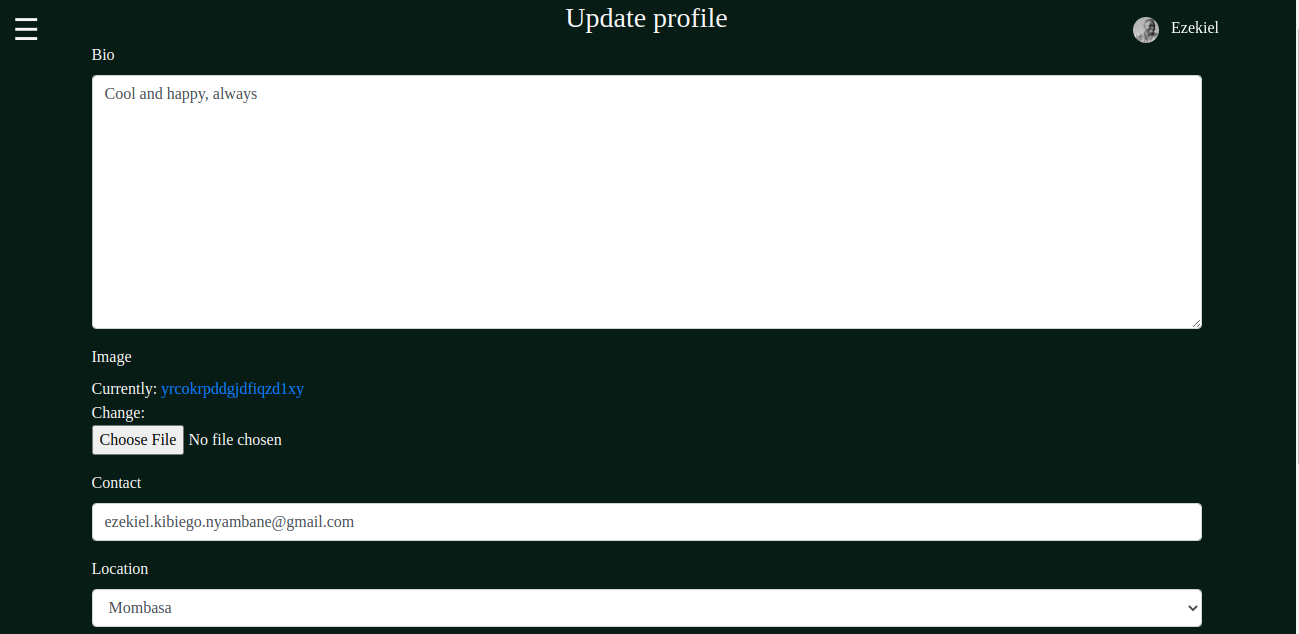 Update profile
Ezekiel
Bio
Cool and happy, always
Image
Currently: yrcokrpddgjdfiqzd1xy
Change:
Choose File No file chosen
Contact
ezekiel.kibiego.nyambane@gmail.com
Location
Mombasa